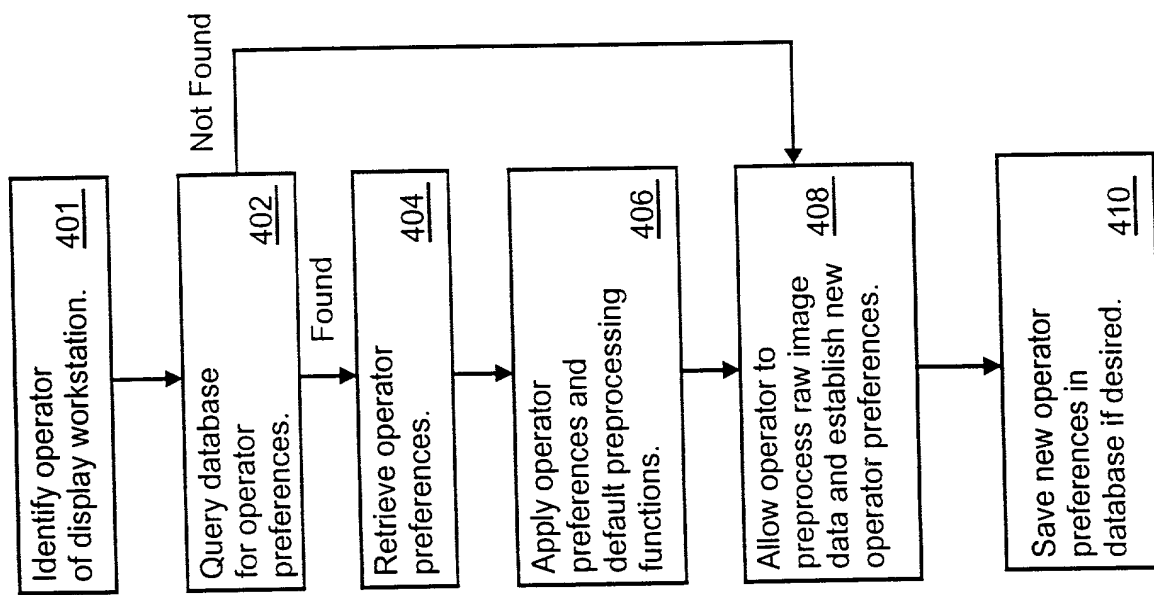 Identify operator
of display workstation. 401
Query database
for operator 402
preferences.
Not Found
Found
Retrieve operator 404
preferences.
Apply operator
preferences and
default preprocessing 406
functions.
Allow operator to
preprocess raw image 408
data and establish new
operator preferences.
Save new operator
preferences in 410
database if desired.